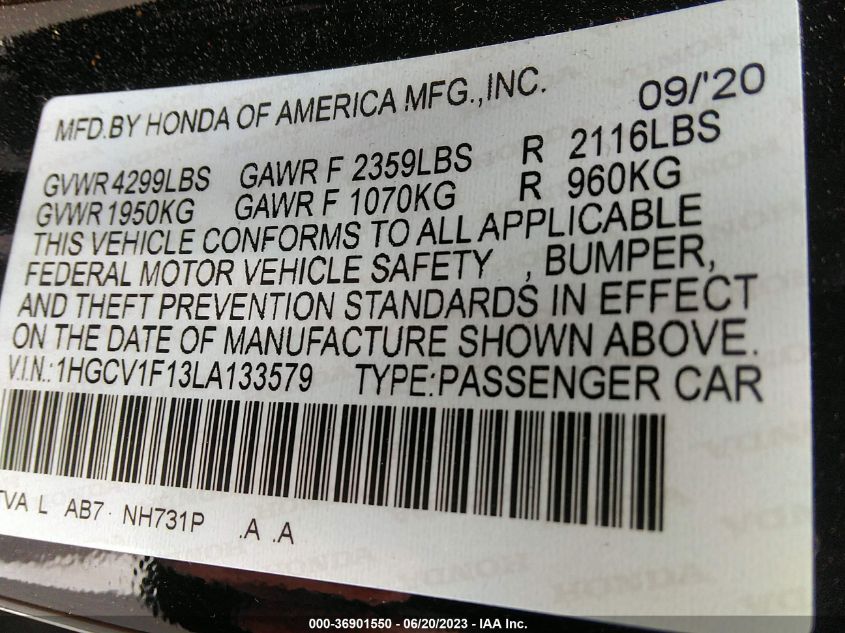 MFD.BY HONDA OF AMERICA MFG.,INC. 09/'20
GVWR 4299LBS GAWR F 2359LBS R 2116LBS
GVWR 1950KG GAWR F 1070KG R 960KG
THIS VEHICLE CONFORMS TO ALL APPLICABLE
FEDERAL MOTOR VEHICLE SAFETY , BUMPER,
AND THEFT PREVENTION STANDARDS IN EFFECT
ON THE DATE OF MANUFACTURE SHOWN ABOVE.
V.I.N.:1HGCV1F13LA133579 TYPE:PASSENGER CAR
TVA L AB7 NH731P .A .A
000-36901550 - 06/20/2023 - IAA Inc.